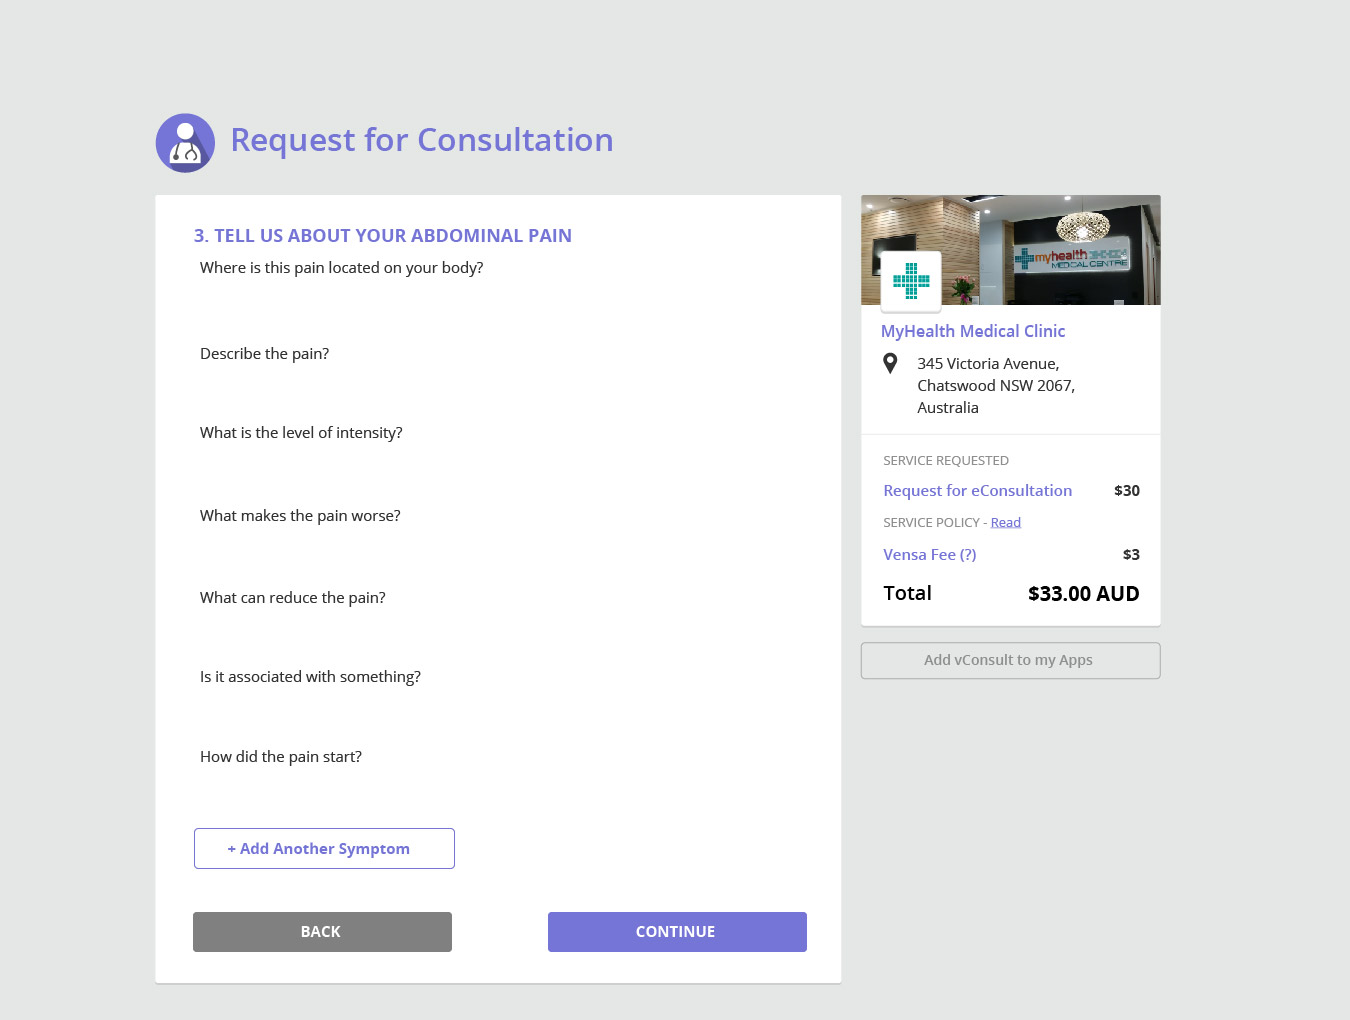 Request for Consultation
3. TELL US ABOUT YOUR ABDOMINAL PAIN
Where is this pain located on your body?
Describe the pain?
What is the level of intensity?
What makes the pain worse?
What can reduce the pain?
Is it associated with something?
How did the pain start?
+ Add Another Symptom
BACK
CONTINUE
myhealth
MEDICAL CENTRE
MyHealth Medical Clinic
345 Victoria Avenue,
Chatswood NSW 2067,
Australia
SERVICE REQUESTED
Request for eConsultation $30
SERVICE POLICY - Read
Vensa Fee (?) $3
Total $33.00 AUD
Add vConsult to my Apps